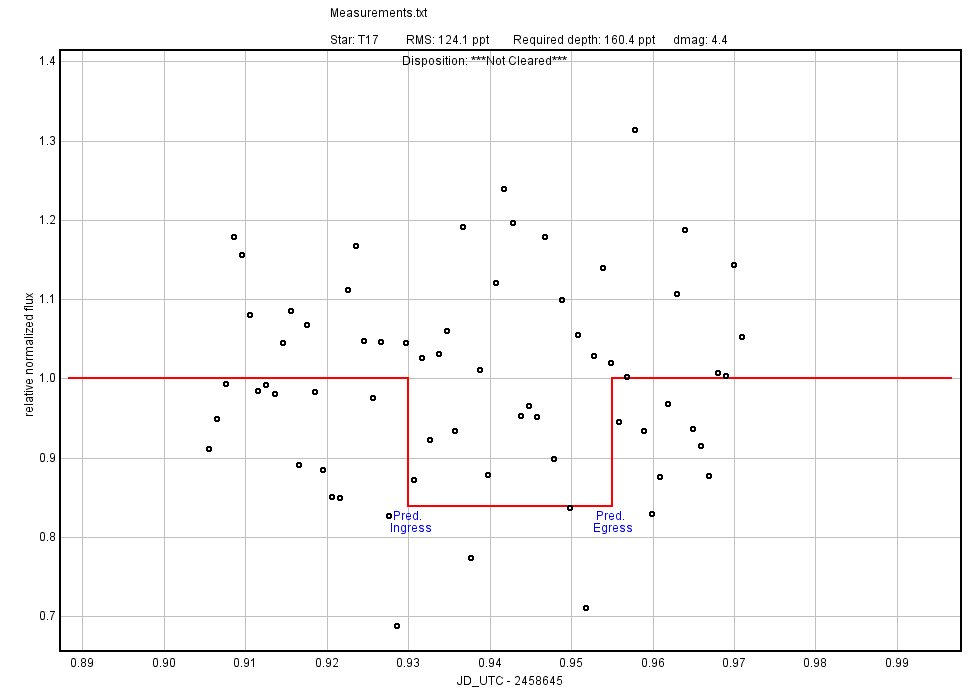 Measurements.txt
Star: T17 RMS: 124.1 ppt Required depth: 160.4 ppt dmag: 4.4
Disposition: ***Not Cleared***
1.4
1.3
1.2
1.1
1.0
0.9
0.8
0.7
relative normalized flux
Pred.
Ingress
Pred.
Egress
0.89 0.90 0.91 0.92 0.93 0.94 0.95 0.96 0.97 0.98 0.99
JD_UTC - 2458645